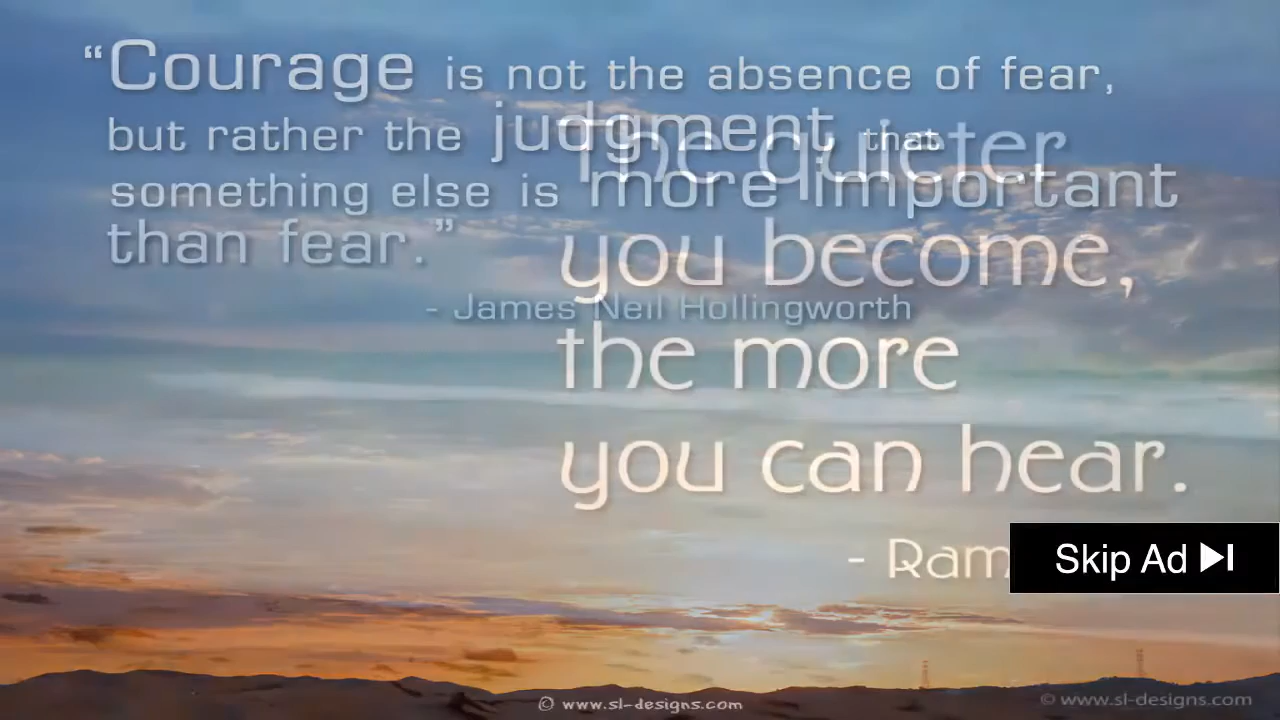 “Courage is not the absence of fear,
but rather the judgment that
something else is more important
than fear.”
- James Neil Hollingworth
The quieter
you become,
the more
you can hear.
- Ram
Skip Ad
© www.sl-designs.com
© www.sl-designs.com